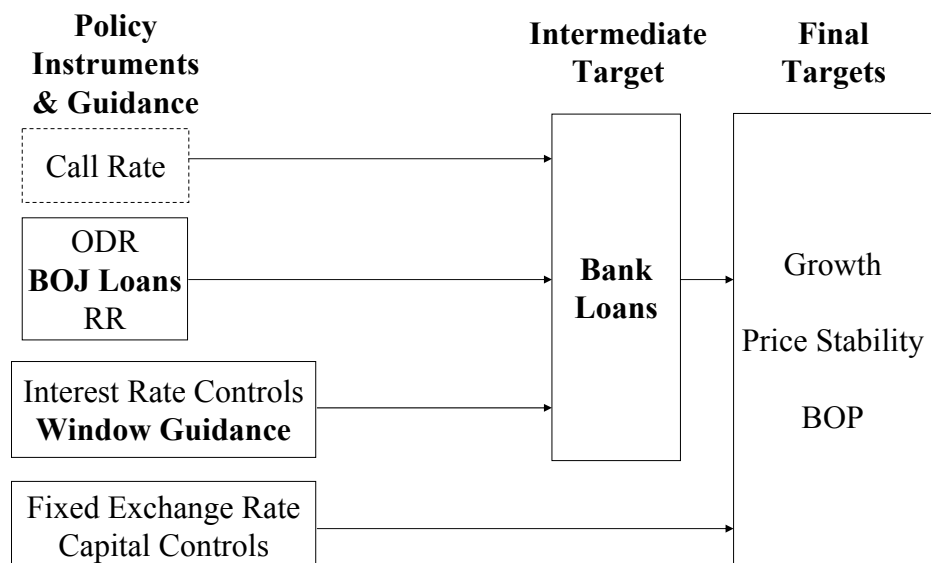 Policy
Instruments
& Guidance
Intermediate
Target
Final
Targets
Call Rate
ODR
BOJ Loans
RR
Interest Rate Controls
Window Guidance
Fixed Exchange Rate
Capital Controls
Bank
Loans
Growth
Price Stability
BOP